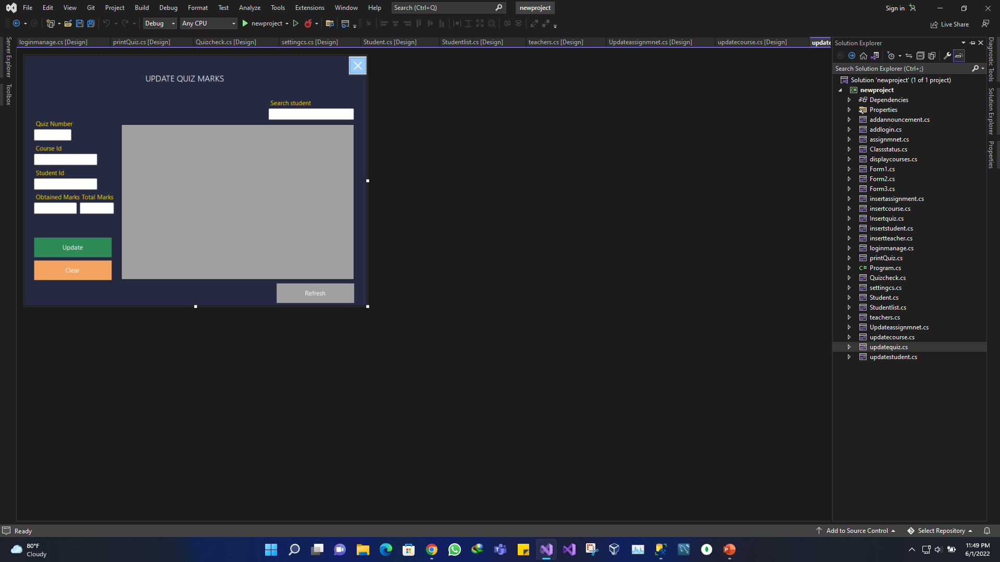 File Edit View Git Project Build Debug Format Test Analyze Tools Extensions Window Help Search (Ctrl+Q) newproject Sign in
Debug Any CPU newproject Live Share
loginmanage.cs [Design] printQuiz.cs [Design] Quizcheck.cs [Design] settingcs.cs [Design] Student.cs [Design] Studentlist.cs [Design] teachers.cs [Design] Updateassignmnet.cs [Design] updatecourse.cs [Design] update
Server Explorer
Toolbox
UPDATE QUIZ MARKS
Search student
Quiz Number
Course Id
Student Id
Obtained Marks Total Marks
Update
Clear
Refresh
Solution Explorer
Search Solution Explorer (Ctrl+;)
Solution 'newproject' (1 of 1 project)
C# newproject
Dependencies
Properties
addannouncement.cs
addlogin.cs
assignmnet.cs
Classstatus.cs
displaycourses.cs
Form1.cs
Form2.cs
Form3.cs
insertassignment.cs
insertcourse.cs
Insertquiz.cs
insertstudent.cs
insertteacher.cs
loginmanage.cs
printQuiz.cs
C# Program.cs
Quizcheck.cs
settingcs.cs
Student.cs
Studentlist.cs
teachers.cs
Updateassignmnet.cs
updatecourse.cs
updatequiz.cs
updatestudent.cs
Diagnostic Tools
Solution Explorer
Properties
Ready Add to Source Control Select Repository
80°F
Cloudy
11:49 PM
6/1/2022